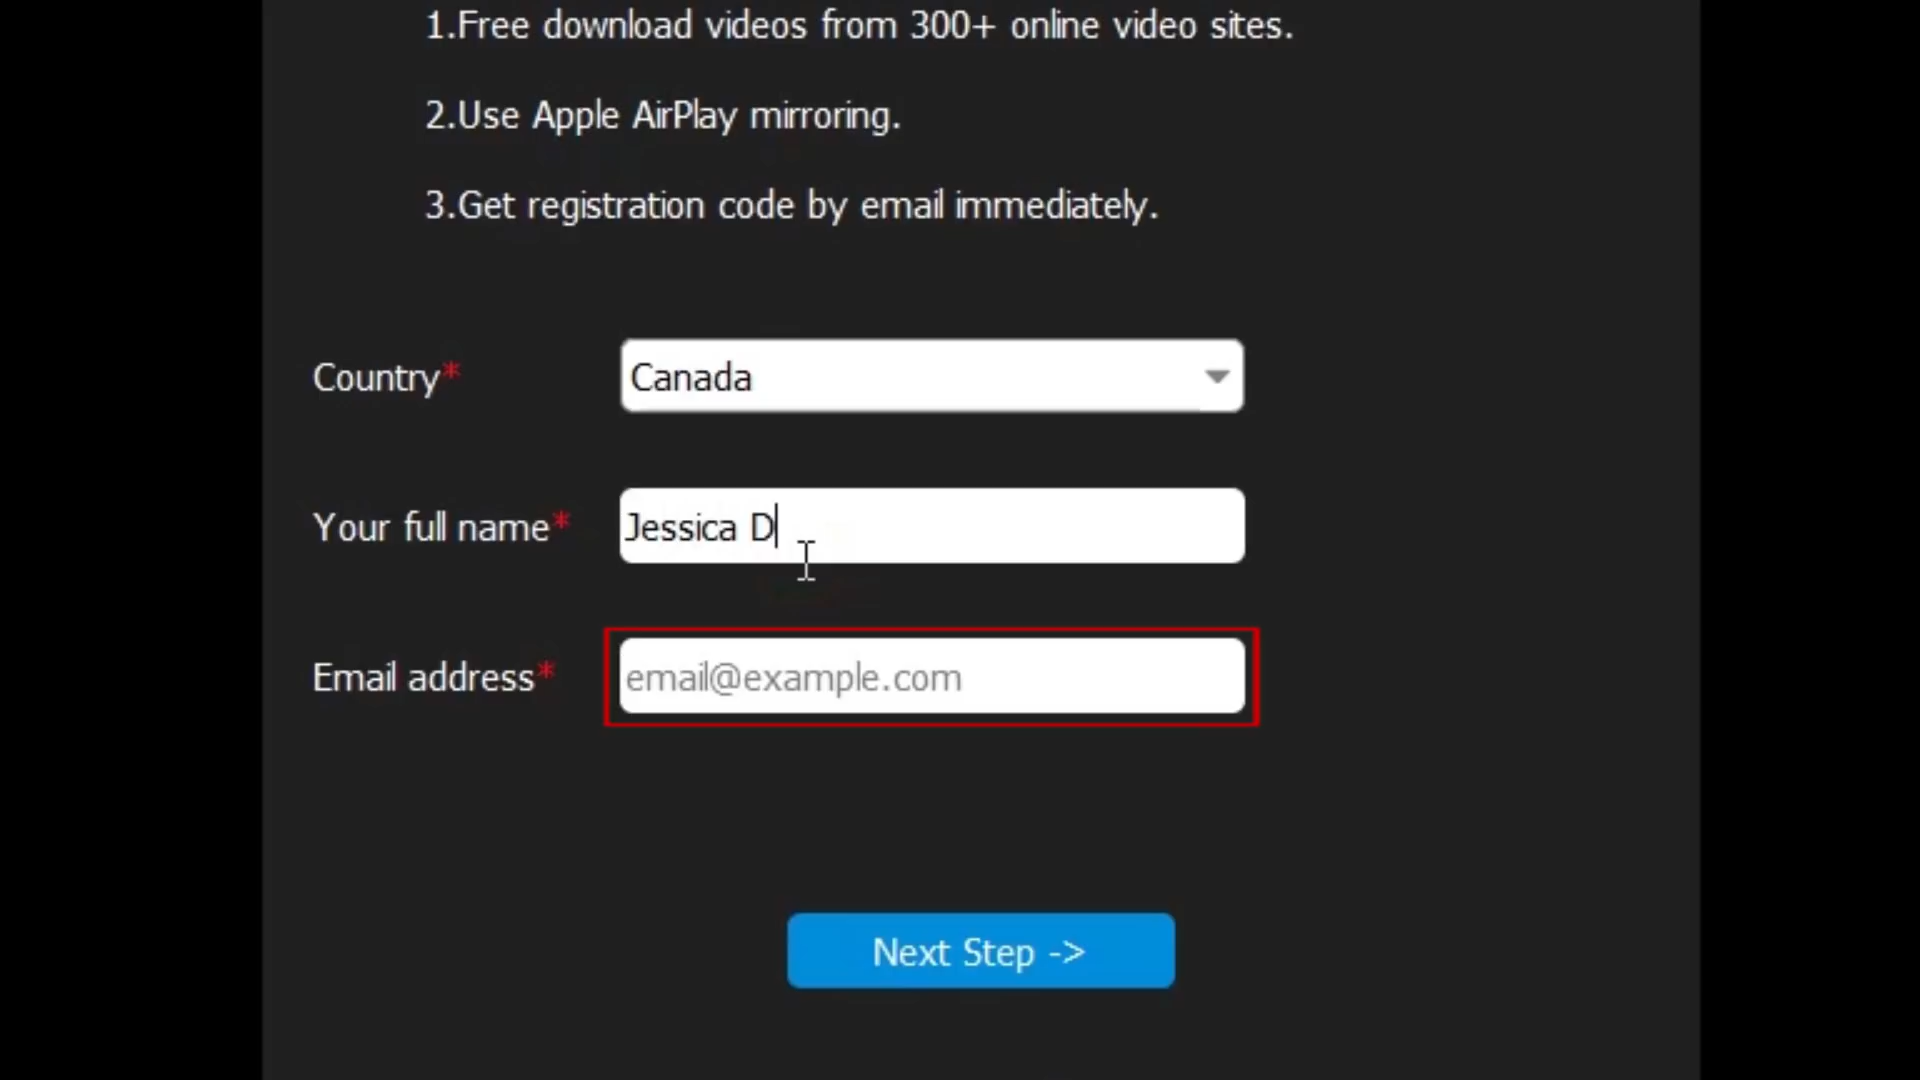 1.Free download videos from 300+ online video sites.
2.Use Apple AirPlay mirroring.
3.Get registration code by email immediately.
Country*
Canada
Your full name*
Jessica D
Email address*
email@example.com
Next Step ->